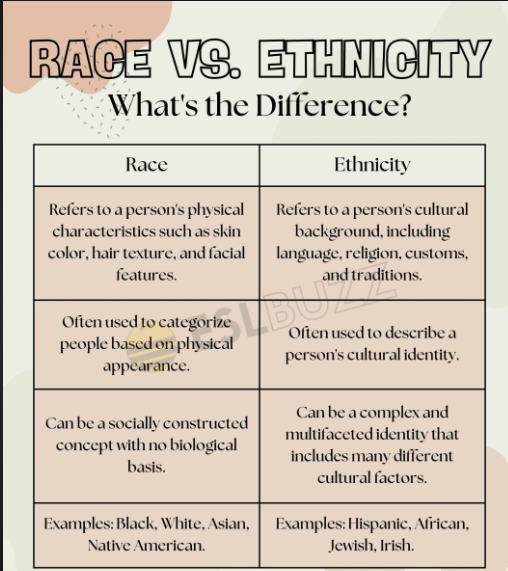 RACE VS. ETHNICITY
What's the Difference?
Race
Ethnicity
Refers to a person's physical
characteristics such as skin
color, hair texture, and facial
features.
Refers to a person's cultural
background, including
language, religion, customs,
and traditions.
Often used to categorize
people based on physical
appearance.
Often used to describe a
person's cultural identity.
Can be a socially constructed
concept with no biological
basis.
Can be a complex and
multifaceted identity that
includes many different
cultural factors.
Examples: Black, White, Asian,
Native American.
Examples: Hispanic, African,
Jewish, Irish.
ESLBUZZ